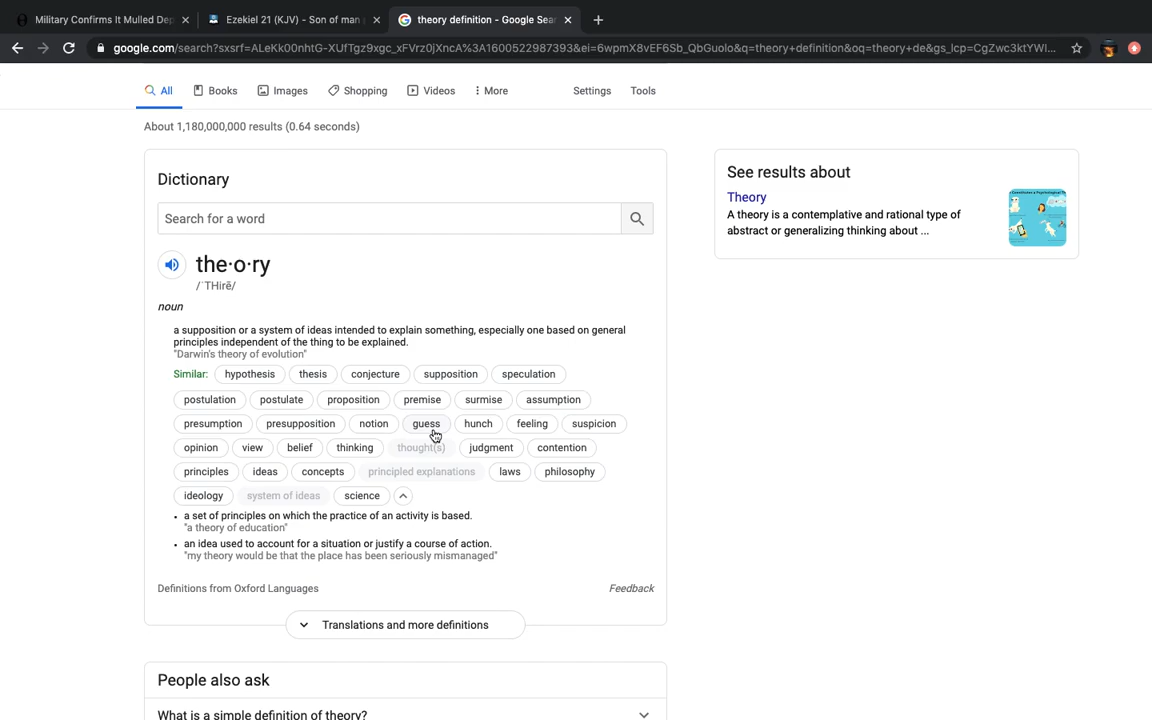 Military Confirms It Mulled Dep
Ezekiel 21 (KJV) - Son of man
theory definition - Google Sear
google.com/search?sxsrf=ALeKk00nhtG-XUfTgz9xgc_xFVrz0jXncA%3A1600522987393&ei=6wpmX8vEF6Sb_QbGuoIo&q=theory+definition&oq=theory+de&gs_lcp=CgZwc3ktYWI...
All Books Images Shopping Videos More Settings Tools
About 1,180,000,000 results (0.64 seconds)
Dictionary
Search for a word
the·o·ry
/ˈTHirē/
noun
a supposition or a system of ideas intended to explain something, especially one based on general
principles independent of the thing to be explained.
"Darwin's theory of evolution"
Similar: hypothesis thesis conjecture supposition speculation
postulation postulate proposition premise surmise assumption
presumption presupposition notion guess hunch feeling suspicion
opinion view belief thinking thought(s) judgment contention
principles ideas concepts principled explanations laws philosophy
ideology system of ideas science
• a set of principles on which the practice of an activity is based.
"a theory of education"
• an idea used to account for a situation or justify a course of action.
"my theory would be that the place has been seriously mismanaged"
Definitions from Oxford Languages Feedback
Translations and more definitions
People also ask
What is a simple definition of theory?
See results about
Theory
A theory is a contemplative and rational type of
abstract or generalizing thinking about ...